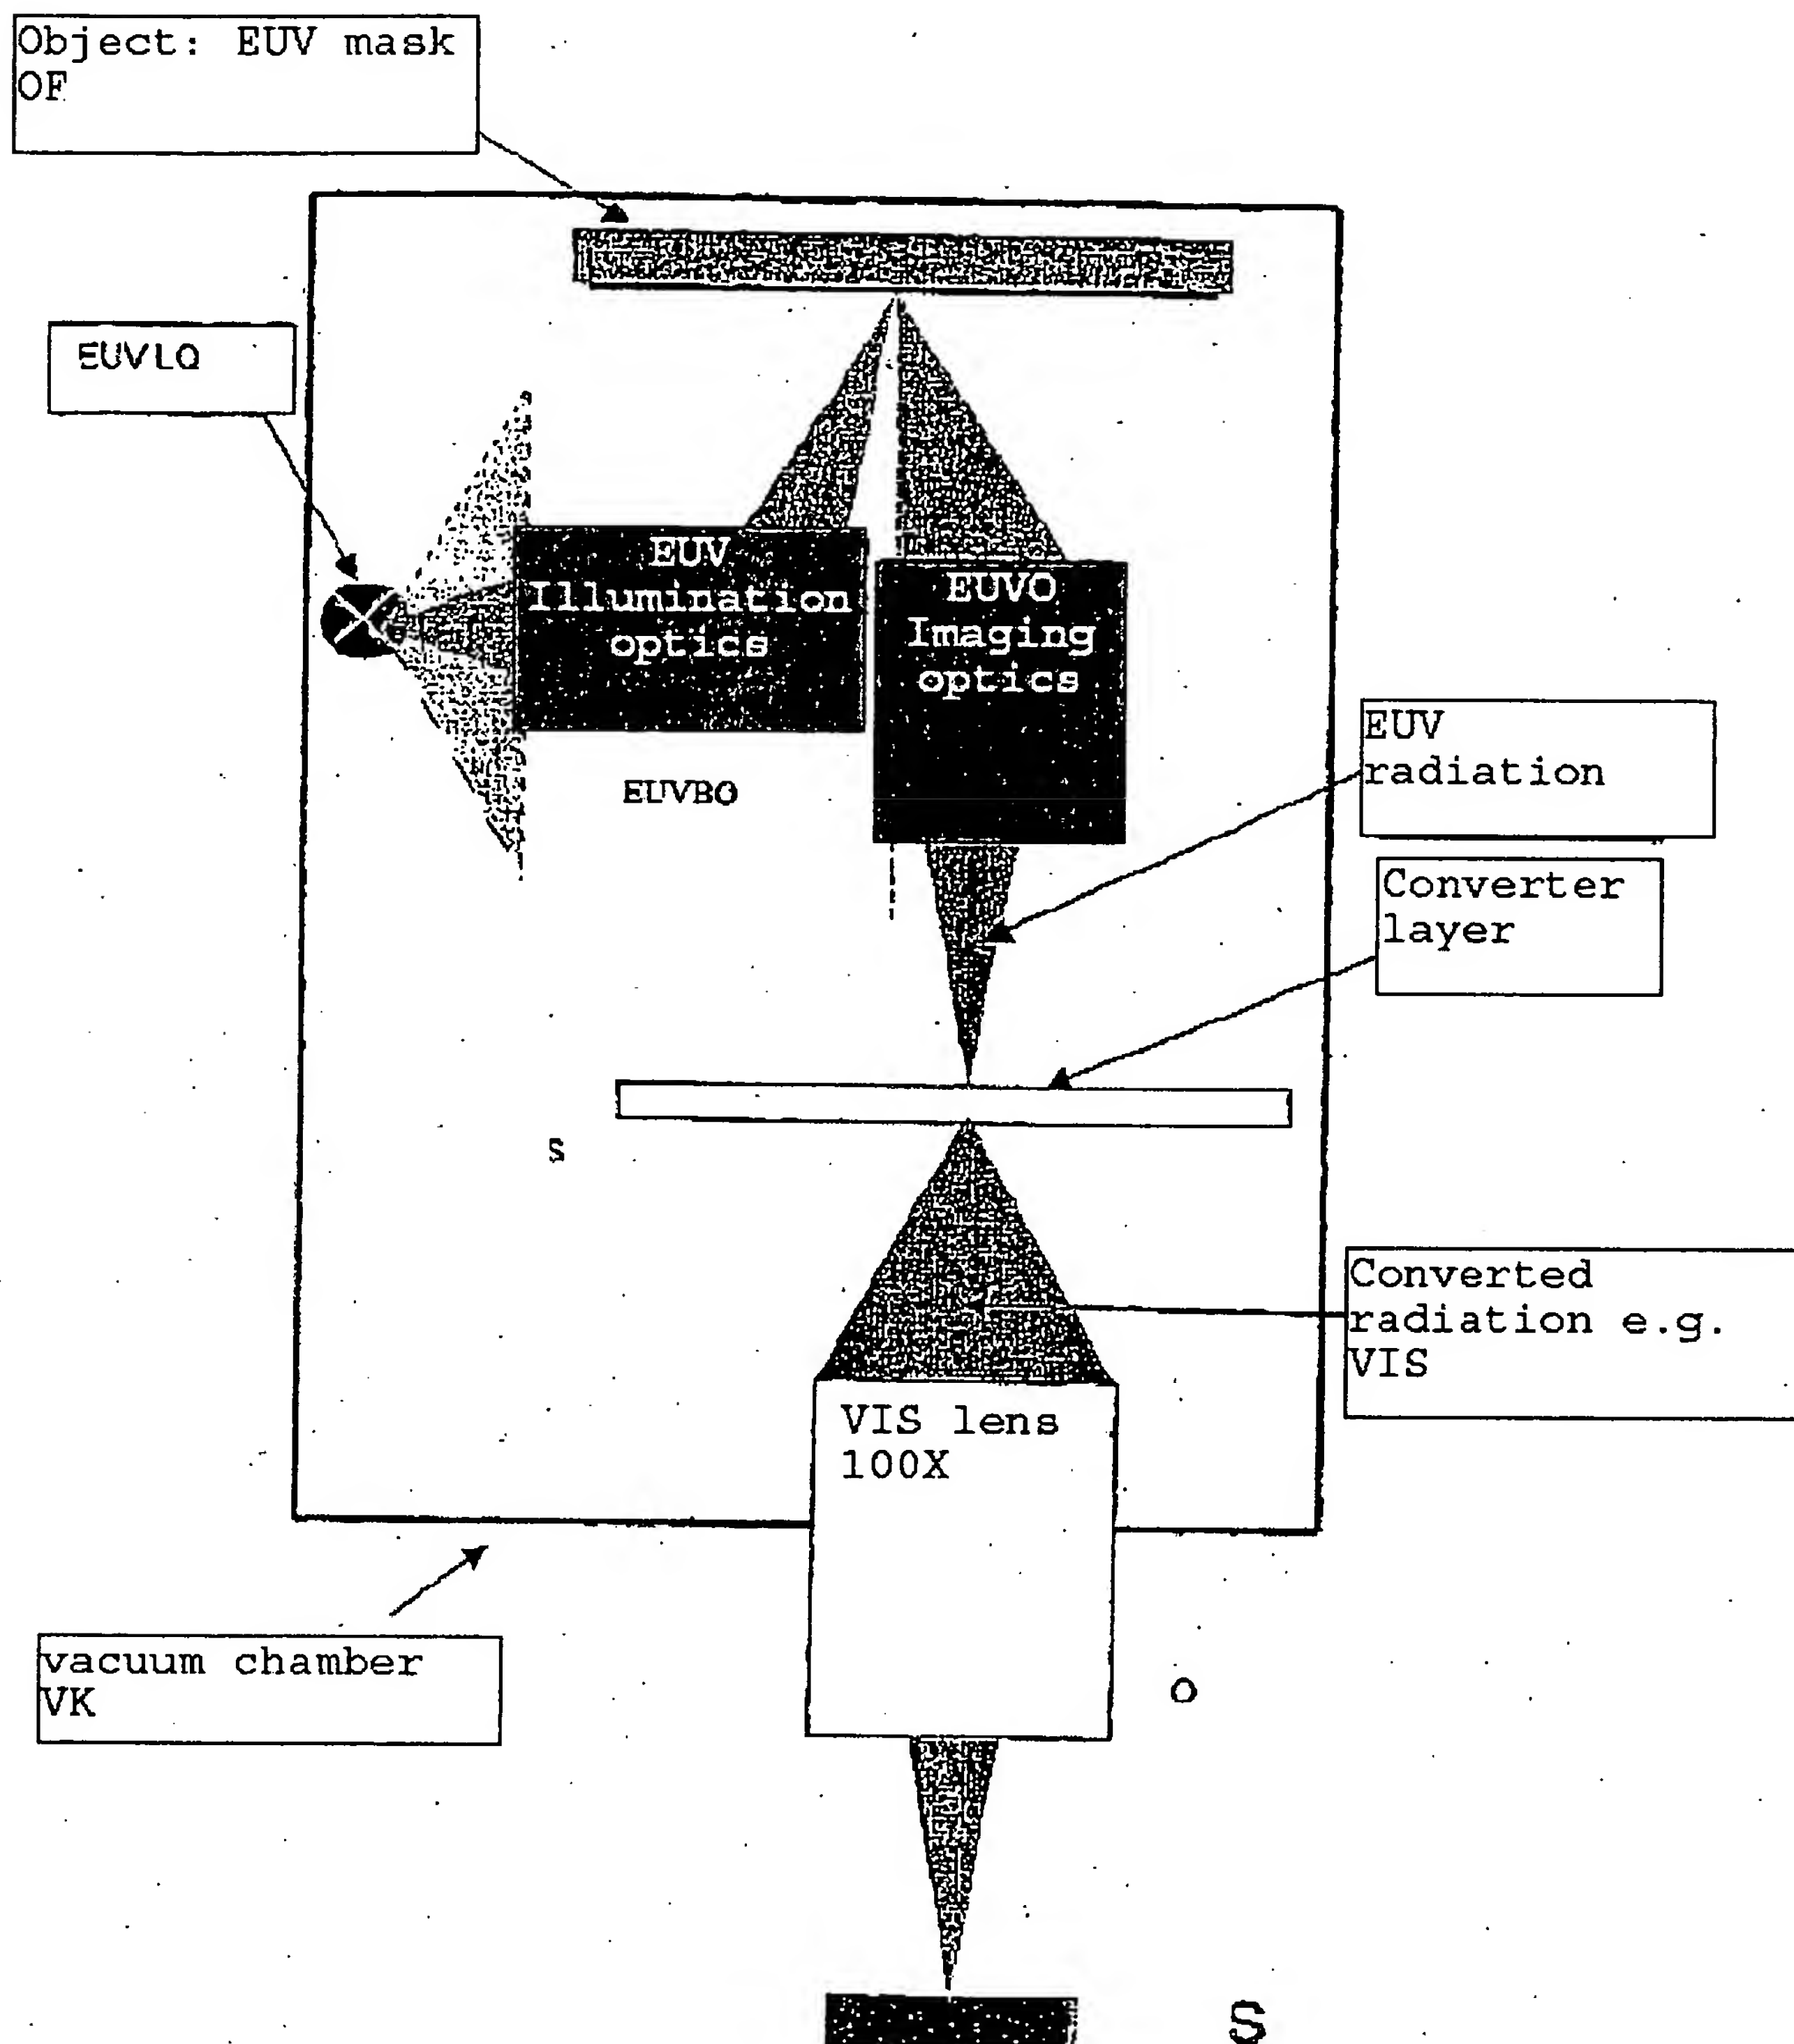 Object: EUV mask
OF
EUVLQ
EUV
Illumination
optics
EUVO
Imaging
optics
EUVBO
EUV
radiation
Converter
layer
S
Converted
radiation e.g.
VIS
VIS lens
100X
vacuum chamber
VK
O
S